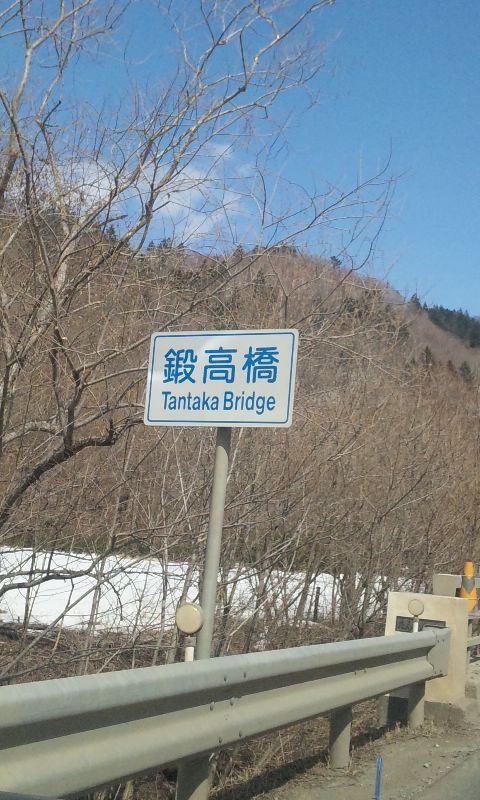 鍛高橋
Tantaka Bridge